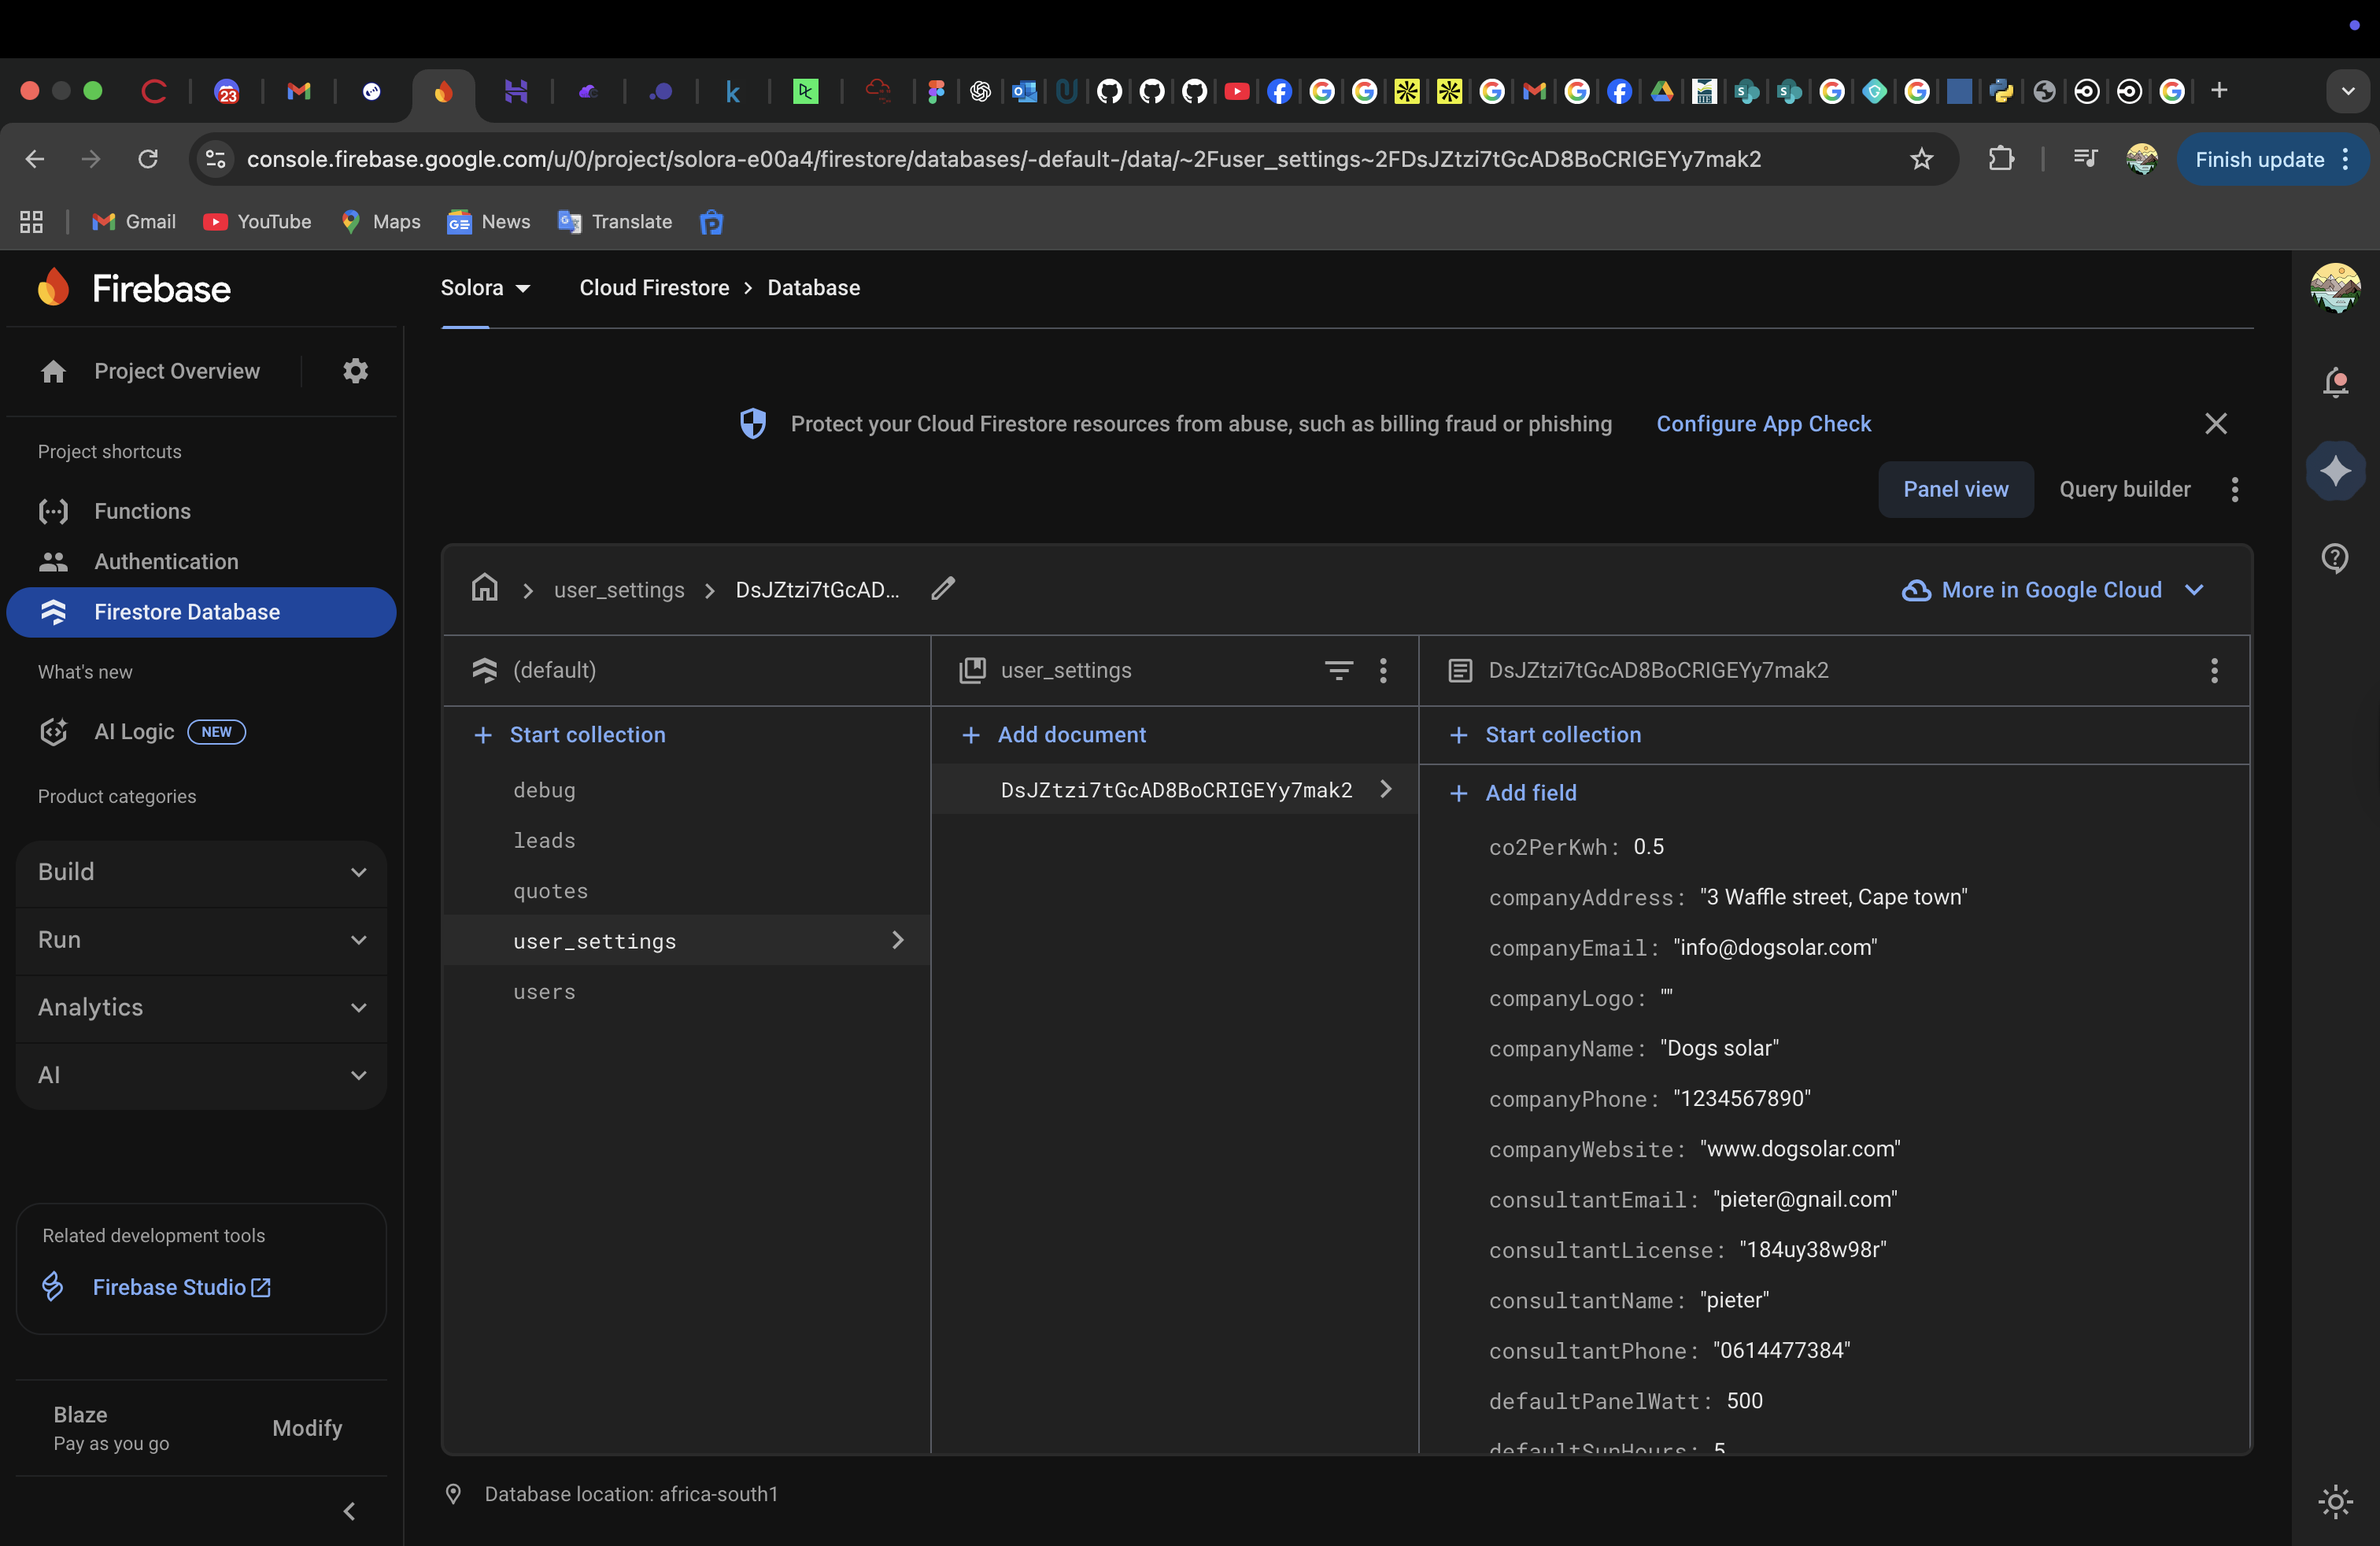 23
console.firebase.google.com/u/0/project/solora-e00a4/firestore/databases/-default-/data/~2Fuser_settings~2FDsJZtzi7tGcAD8BoCRIGEYy7mak2
Finish update
Gmail
YouTube
Maps
News
Translate
Firebase
Solora
Cloud Firestore > Database
Project Overview
Protect your Cloud Firestore resources from abuse, such as billing fraud or phishing
Configure App Check
Project shortcuts
Panel view
Query builder
Functions
Authentication
Firestore Database
user_settings
DsJZtzi7tGcAD...
More in Google Cloud
What's new
AI Logic NEW
Product categories
Build
Run
Analytics
AI
Related development tools
Firebase Studio
Blaze
Pay as you go
Modify
(default)
Start collection
debug
leads
quotes
user_settings
users
user_settings
Add document
DsJZtzi7tGcAD8BoCRIGEYy7mak2
DsJZtzi7tGcAD8BoCRIGEYy7mak2
Start collection
Add field
co2PerKwh: 0.5
companyAddress: "3 Waffle street, Cape town"
companyEmail: "info@dogsolar.com"
companyLogo: ""
companyName: "Dogs solar"
companyPhone: "1234567890"
companyWebsite: "www.dogsolar.com"
consultantEmail: "pieter@gnail.com"
consultantLicense: "184uy38w98r"
consultantName: "pieter"
consultantPhone: "0614477384"
defaultPanelWatt: 500
defaultSunHours: 5
Database location: africa-south1